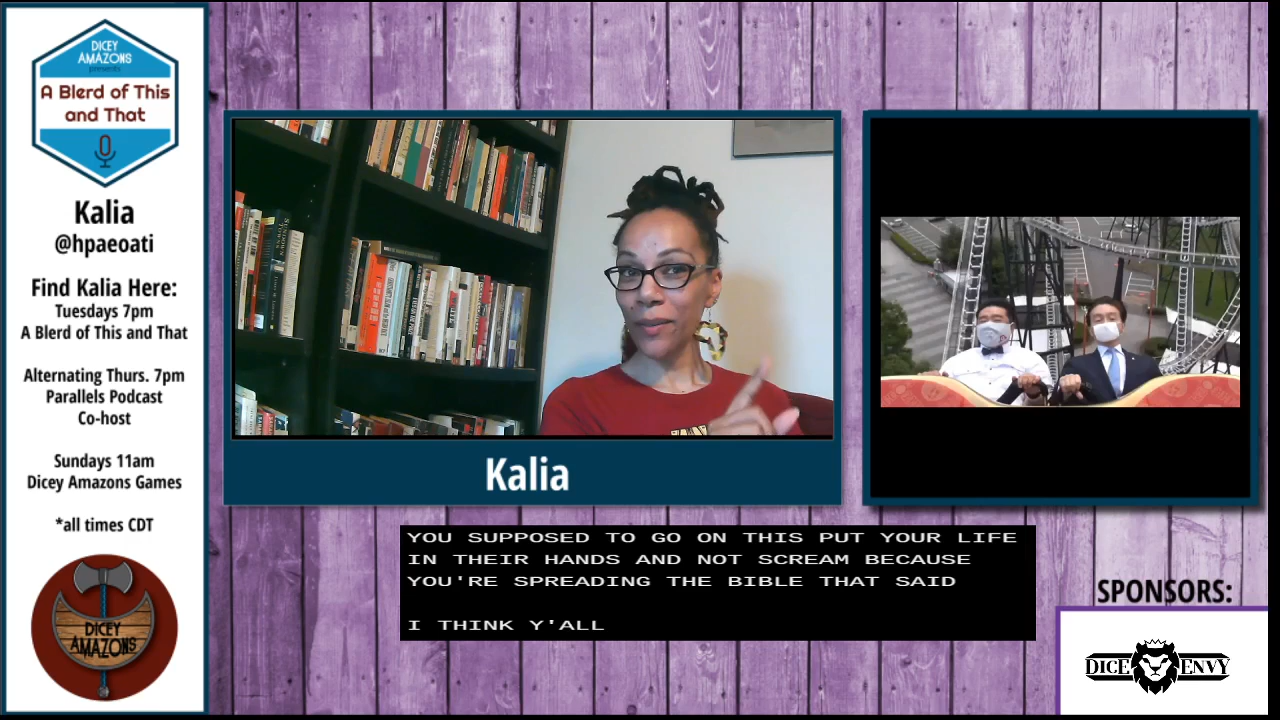 DICEY
AMAZONS
presents
A Blerd of This
and That
Kalia
@hpaeoati
Find Kalia Here:
Tuesdays 7pm
A Blerd of This and That
Alternating Thurs. 7pm
Parallels Podcast
Co-host
Sundays 11am
Dicey Amazons Games
*all times CDT
DICEY
AMAZONS
Kalia
YOU SUPPOSED TO GO ON THIS PUT YOUR LIFE
IN THEIR HANDS AND NOT SCREAM BECAUSE
YOU'RE SPREADING THE BIBLE THAT SAID
I THINK Y'ALL
SPONSORS:
DICE ENVY